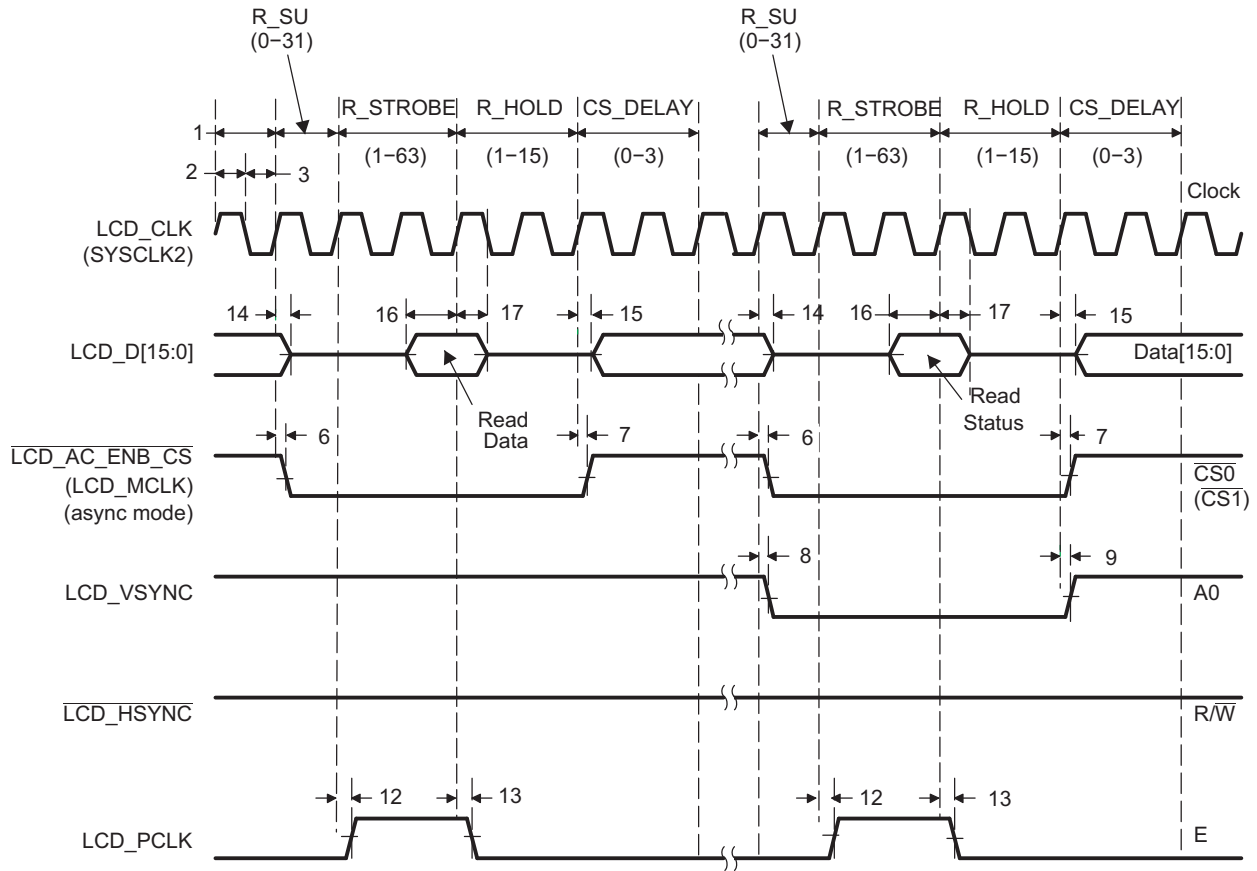 R_SU
(0−31)
R_SU
(0−31)
R_STROBE R_HOLD CS_DELAY
R_STROBE R_HOLD CS_DELAY
1
(1−63) (1−15) (0−3)
(1−63) (1−15) (0−3)
2 3
Clock
LCD_CLK
(SYSCLK2)
14 16 17 15 14 16 17 15
LCD_D[15:0]
Data[15:0]
Read
Data
Read
Status
6 7 6 7
LCD_AC_ENB_CS
(LCD_MCLK)
(async mode)
CS0
(CS1)
8 9
LCD_VSYNC
A0
LCD_HSYNC
R/W
12 13 12 13
LCD_PCLK
E